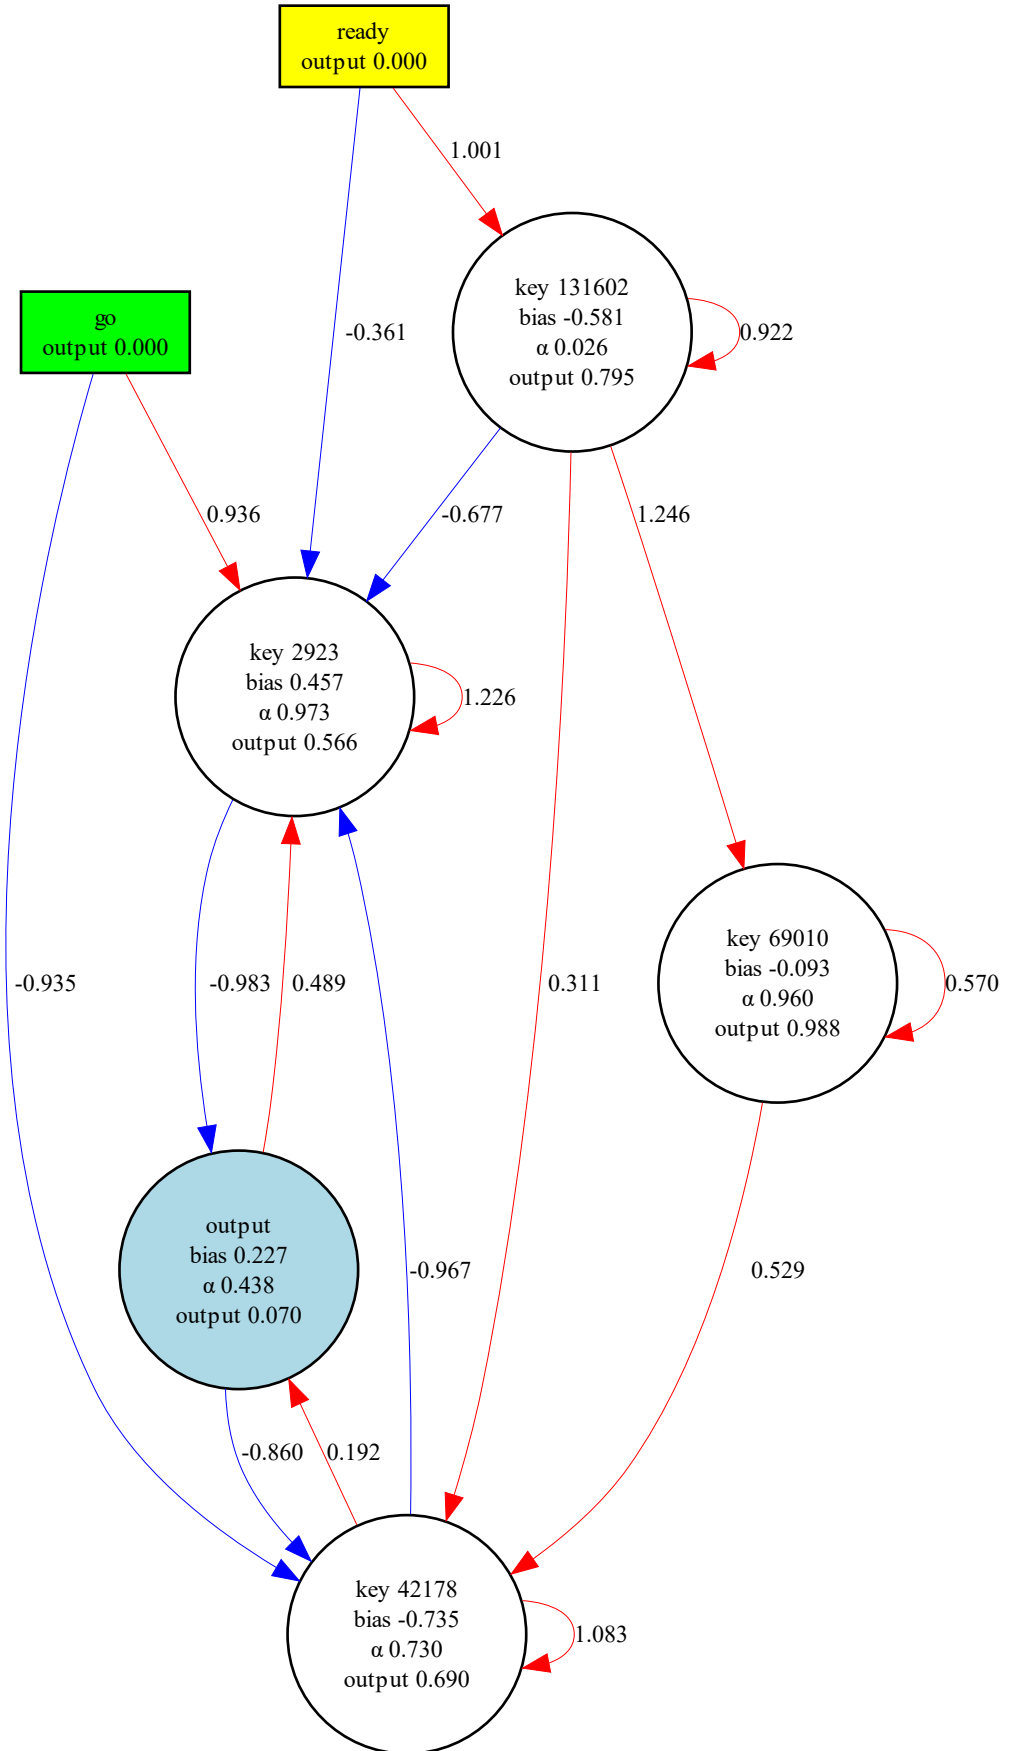 ready
output 0.000
1.001
key 131602
bias -0.581
α 0.026
output 0.795
0.922
go
output 0.000
-0.361
0.936
-0.677
1.246
key 2923
bias 0.457
α 0.973
output 0.566
1.226
key 69010
bias -0.093
α 0.960
output 0.988
0.570
-0.935
-0.983
0.489
0.311
output
bias 0.227
α 0.438
output 0.070
-0.967
0.529
-0.860
0.192
key 42178
bias -0.735
α 0.730
output 0.690
1.083